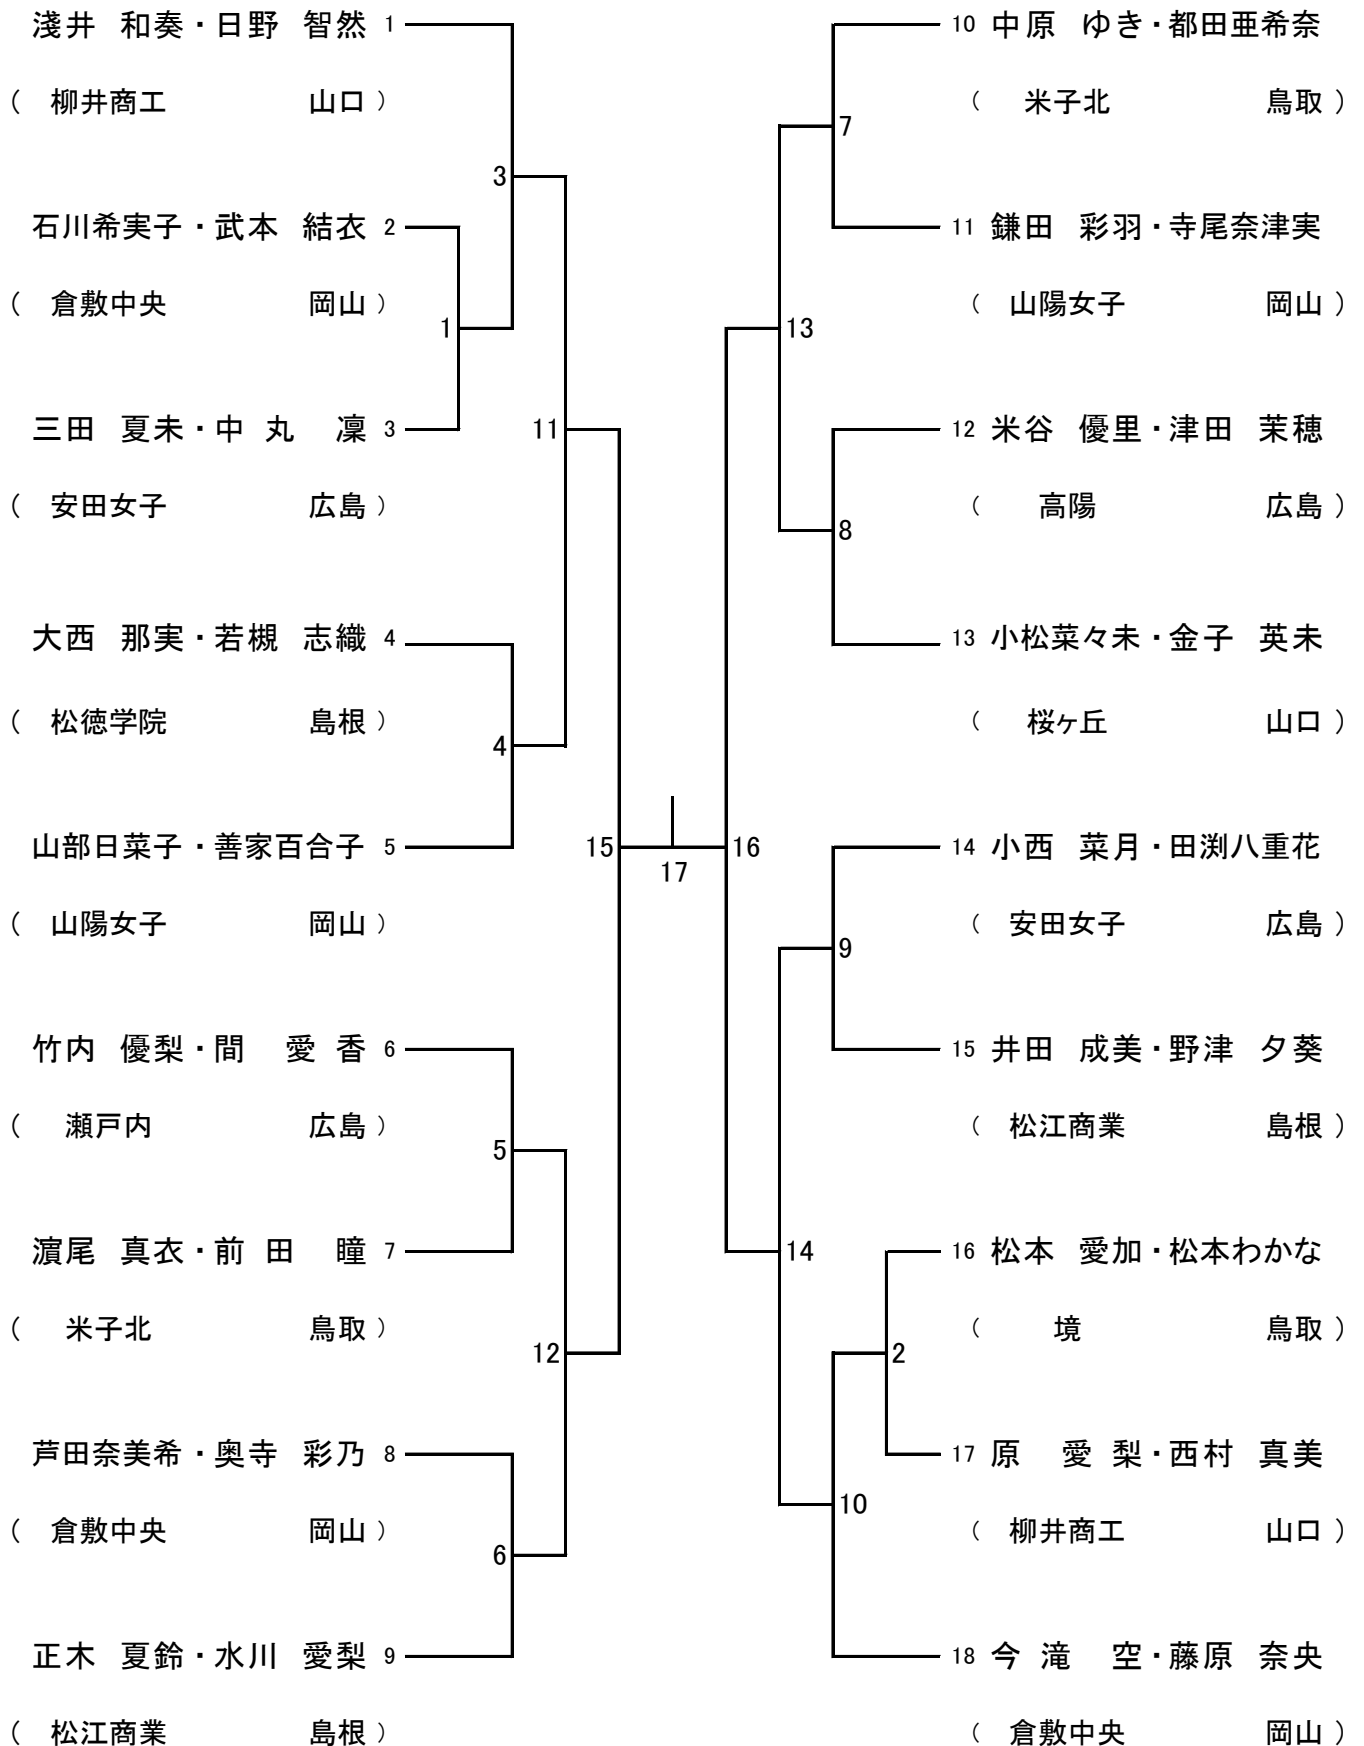 淺井 和奏・日野 智然 1
( 柳井商工 山口 )
3
石川希実子・武本 結衣 2
( 倉敷中央 岡山 )
1
三田 夏未・中 丸 凜 3
11
( 安田女子 広島 )
大西 那実・若槻 志織 4
( 松徳学院 島根 )
4
山部日菜子・善家百合子 5
15
( 山陽女子 岡山 )
竹内 優梨・間 愛 香 6
( 瀬戸内 広島 )
5
濵尾 真衣・前 田 瞳 7
( 米子北 鳥取 )
12
芦田奈美希・奥寺 彩乃 8
( 倉敷中央 岡山 )
6
正木 夏鈴・水川 愛梨 9
( 松江商業 島根 )
17
10 中原 ゆき・都田亜希奈
( 米子北 鳥取 )
7
11 鎌田 彩羽・寺尾奈津実
( 山陽女子 岡山 )
13
12 米谷 優里・津田 茉穂
( 高陽 広島 )
8
13 小松菜々未・金子 英未
( 桜ヶ丘 山口 )
16
14 小西 菜月・田渕八重花
( 安田女子 広島 )
9
15 井田 成美・野津 夕葵
( 松江商業 島根 )
14
16 松本 愛加・松本わかな
( 境 鳥取 )
2
17 原 愛 梨・西村 真美
10
( 柳井商工 山口 )
18 今 滝 空・藤原 奈央
( 倉敷中央 岡山 )